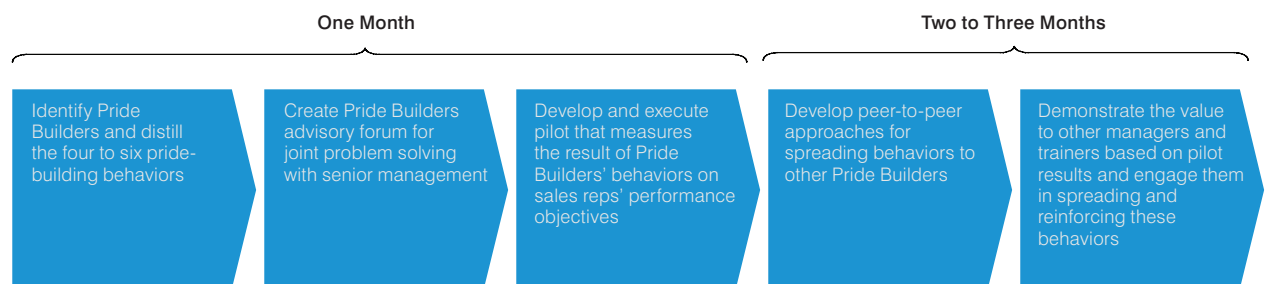 One Month
Two to Three Months
Identify Pride
Builders and distill
the four to six pride-
building behaviors
Create Pride Builders
advisory forum for
joint problem solving
with senior management
Develop and execute
pilot that measures
the result of Pride
Builders’ behaviors on
sales reps’ performance
objectives
Develop peer-to-peer
approaches for
spreading behaviors to
other Pride Builders
Demonstrate the value
to other managers and
trainers based on pilot
results and engage them
in spreading and
reinforcing these
behaviors